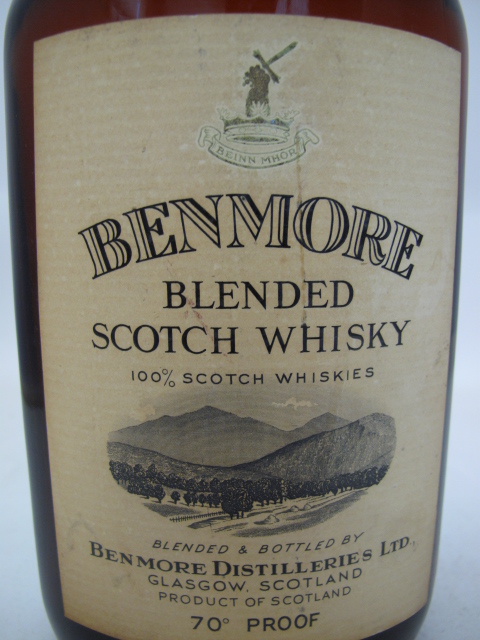 BEINN MHOR
BENMORE
BLENDED
SCOTCH WHISKY
100% SCOTCH WHISKIES
BLENDED & BOTTLED BY
BENMORE DISTILLERIES LTD.
GLASGOW, SCOTLAND
PRODUCT OF SCOTLAND
70° PROOF